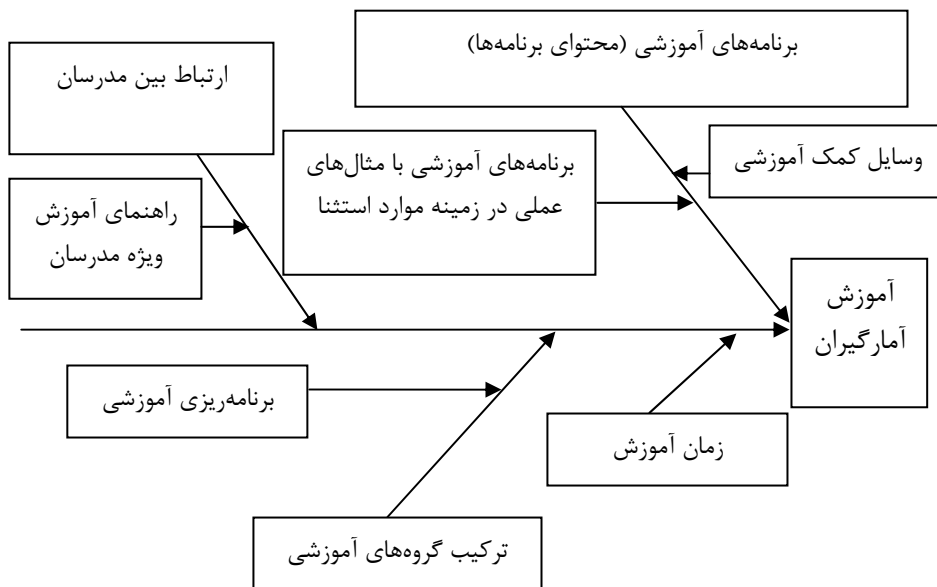 برنامه‌های آموزشی (محتوای برنامه‌ها)
ارتباط بین مدرسان
وسایل کمک آموزشی
برنامه‌های آموزشی با مثال‌های
عملی در زمینه موارد استثنا
راهنمای آموزش
ویژه مدرسان
آموزش
آمارگیران
برنامه‌ریزی آموزشی
زمان آموزش
ترکیب گروه‌های آموزشی